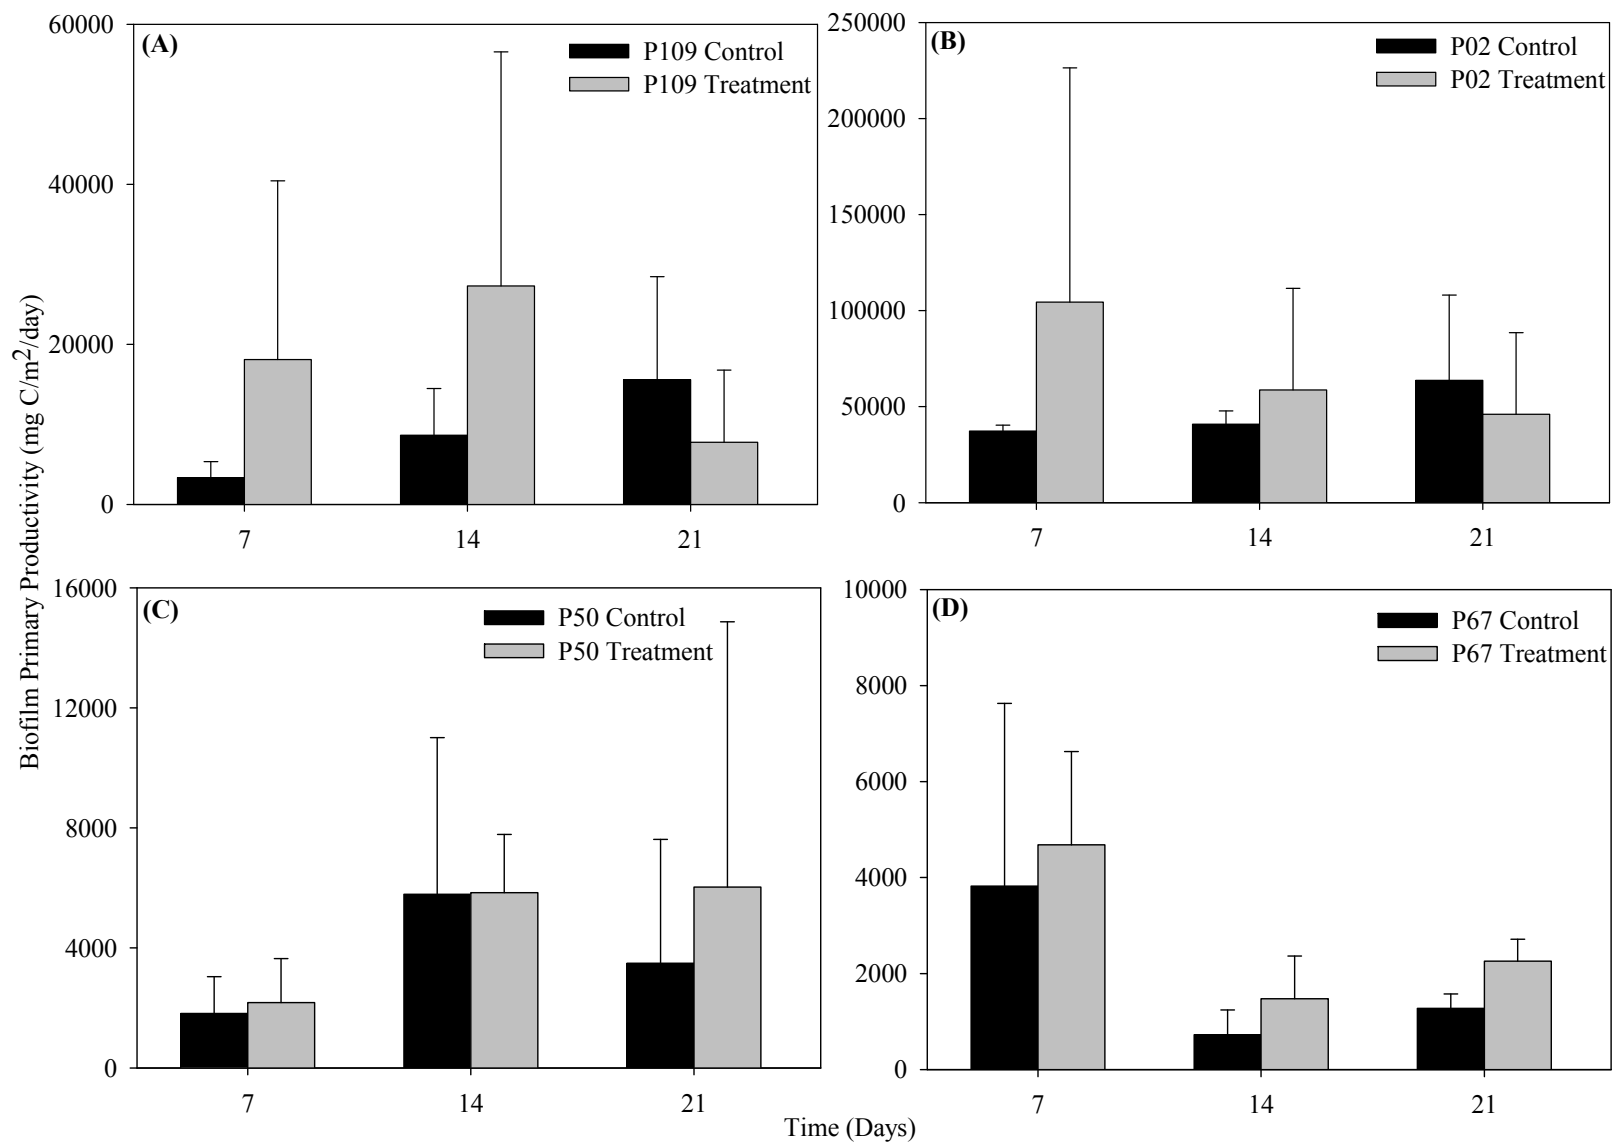 Biofilm Primary Productivity (mg C/m²/day)
(A)
P109 Control
P109 Treatment
60000
40000
20000
0
7 14 21
(B)
P02 Control
P02 Treatment
250000
200000
150000
100000
50000
0
7 14 21
(C)
P50 Control
P50 Treatment
16000
12000
8000
4000
0
7 14 21
(D)
P67 Control
P67 Treatment
10000
8000
6000
4000
2000
0
7 14 21
Time (Days)